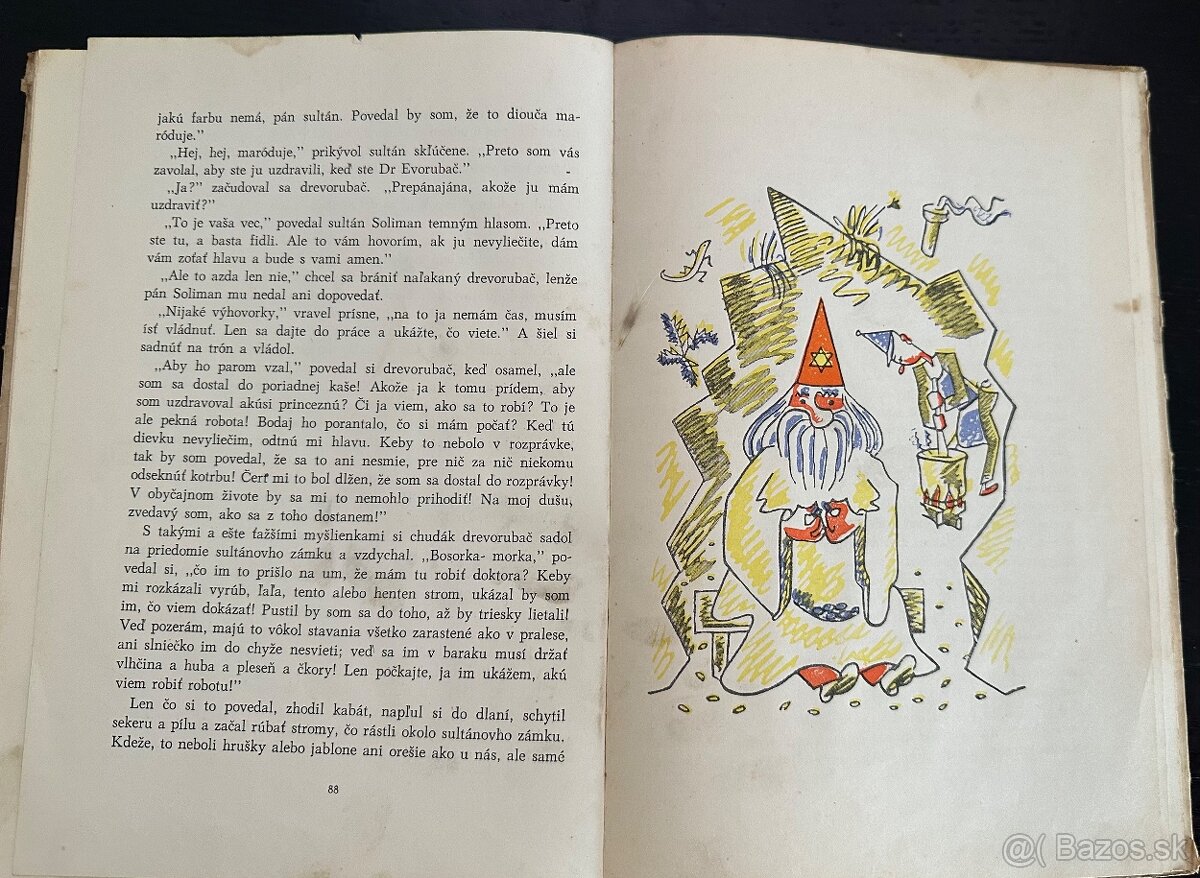 jakú farbu nemá, pán sultán. Povedal by som, že to diouča ma-
róduje.”
„Hej, hej, maróduje,” prikývol sultán skľúčene. „Preto som vás
zavolal, aby ste ju uzdravili, keď ste Dr Evorubač.”
„Ja?” začudoval sa drevorubač. „Prepánajána, akože ju mám
uzdraviť?”
„To je vaša vec,” povedal sultán Soliman temným hlasom. „Preto
ste tu, a basta fidli. Ale to vám hovorím, ak ju nevyliečite, dám
vám zoťať hlavu a bude s vami amen.”
„Ale to azda len nie,” chcel sa brániť naľakaný drevorubač, lenže
pán Soliman mu nedal ani dopovedať.
„Nijaké výhovorky,” vravel prísne, „na to ja nemám čas, musím
ísť vládnuť. Len sa dajte do práce a ukážte, čo viete.” A šiel si
sadnúť na trón a vládol.
„Aby ho parom vzal,” povedal si drevorubač, keď osamel, „ale
som sa dostal do poriadnej kaše! Akože ja k tomu prídem, aby
som uzdravoval akúsi princeznú? Či ja viem, ako sa to robí? To je
ale pekná robota! Bodaj ho porantalo, čo si mám počať? Keď tú
dievku nevyliečim, odtnú mi hlavu. Keby to nebolo v rozprávke,
tak by som povedal, že sa to ani nesmie, pre nič za nič niekomu
odseknúť kotrbu! Čerť mi to bol dlžen, že som sa dostal do rozprávky!
V obyčajnom živote by sa mi to nemohlo prihodiť! Na moj dušu,
zvedavý som, ako sa z toho dostanem!”
S takými a ešte ťažšími myšlienkami si chudák drevorubač sadol
na priedomie sultánovho zámku a vzdychal. „Bosorka- morka,” po-
vedal si, „čo im to prišlo na um, že mám tu robiť doktora? Keby
mi rozkázali vyrúb, ľaľa, tento alebo henten strom, ukázal by som
im, čo viem dokázať! Pustil by som sa do toho, až by triesky lietali!
Veď pozerám, majú to vôkol stavania všetko zarastené ako v pralese,
ani slniečko im do chyže nesvieti; veď sa im v baraku musí držať
vlhčina a huba a pleseň a čkory! Len počkajte, ja im ukážem, akú
viem robiť robotu!”
Len čo si to povedal, zhodil kabát, napľul si do dlaní, schytil
sekeru a pílu a začal rúbať stromy, čo rástli okolo sultánovho zámku.
Kdeže, to neboli hrušky alebo jablone ani orešie ako u nás, ale samé
88
@( Bazos.sk